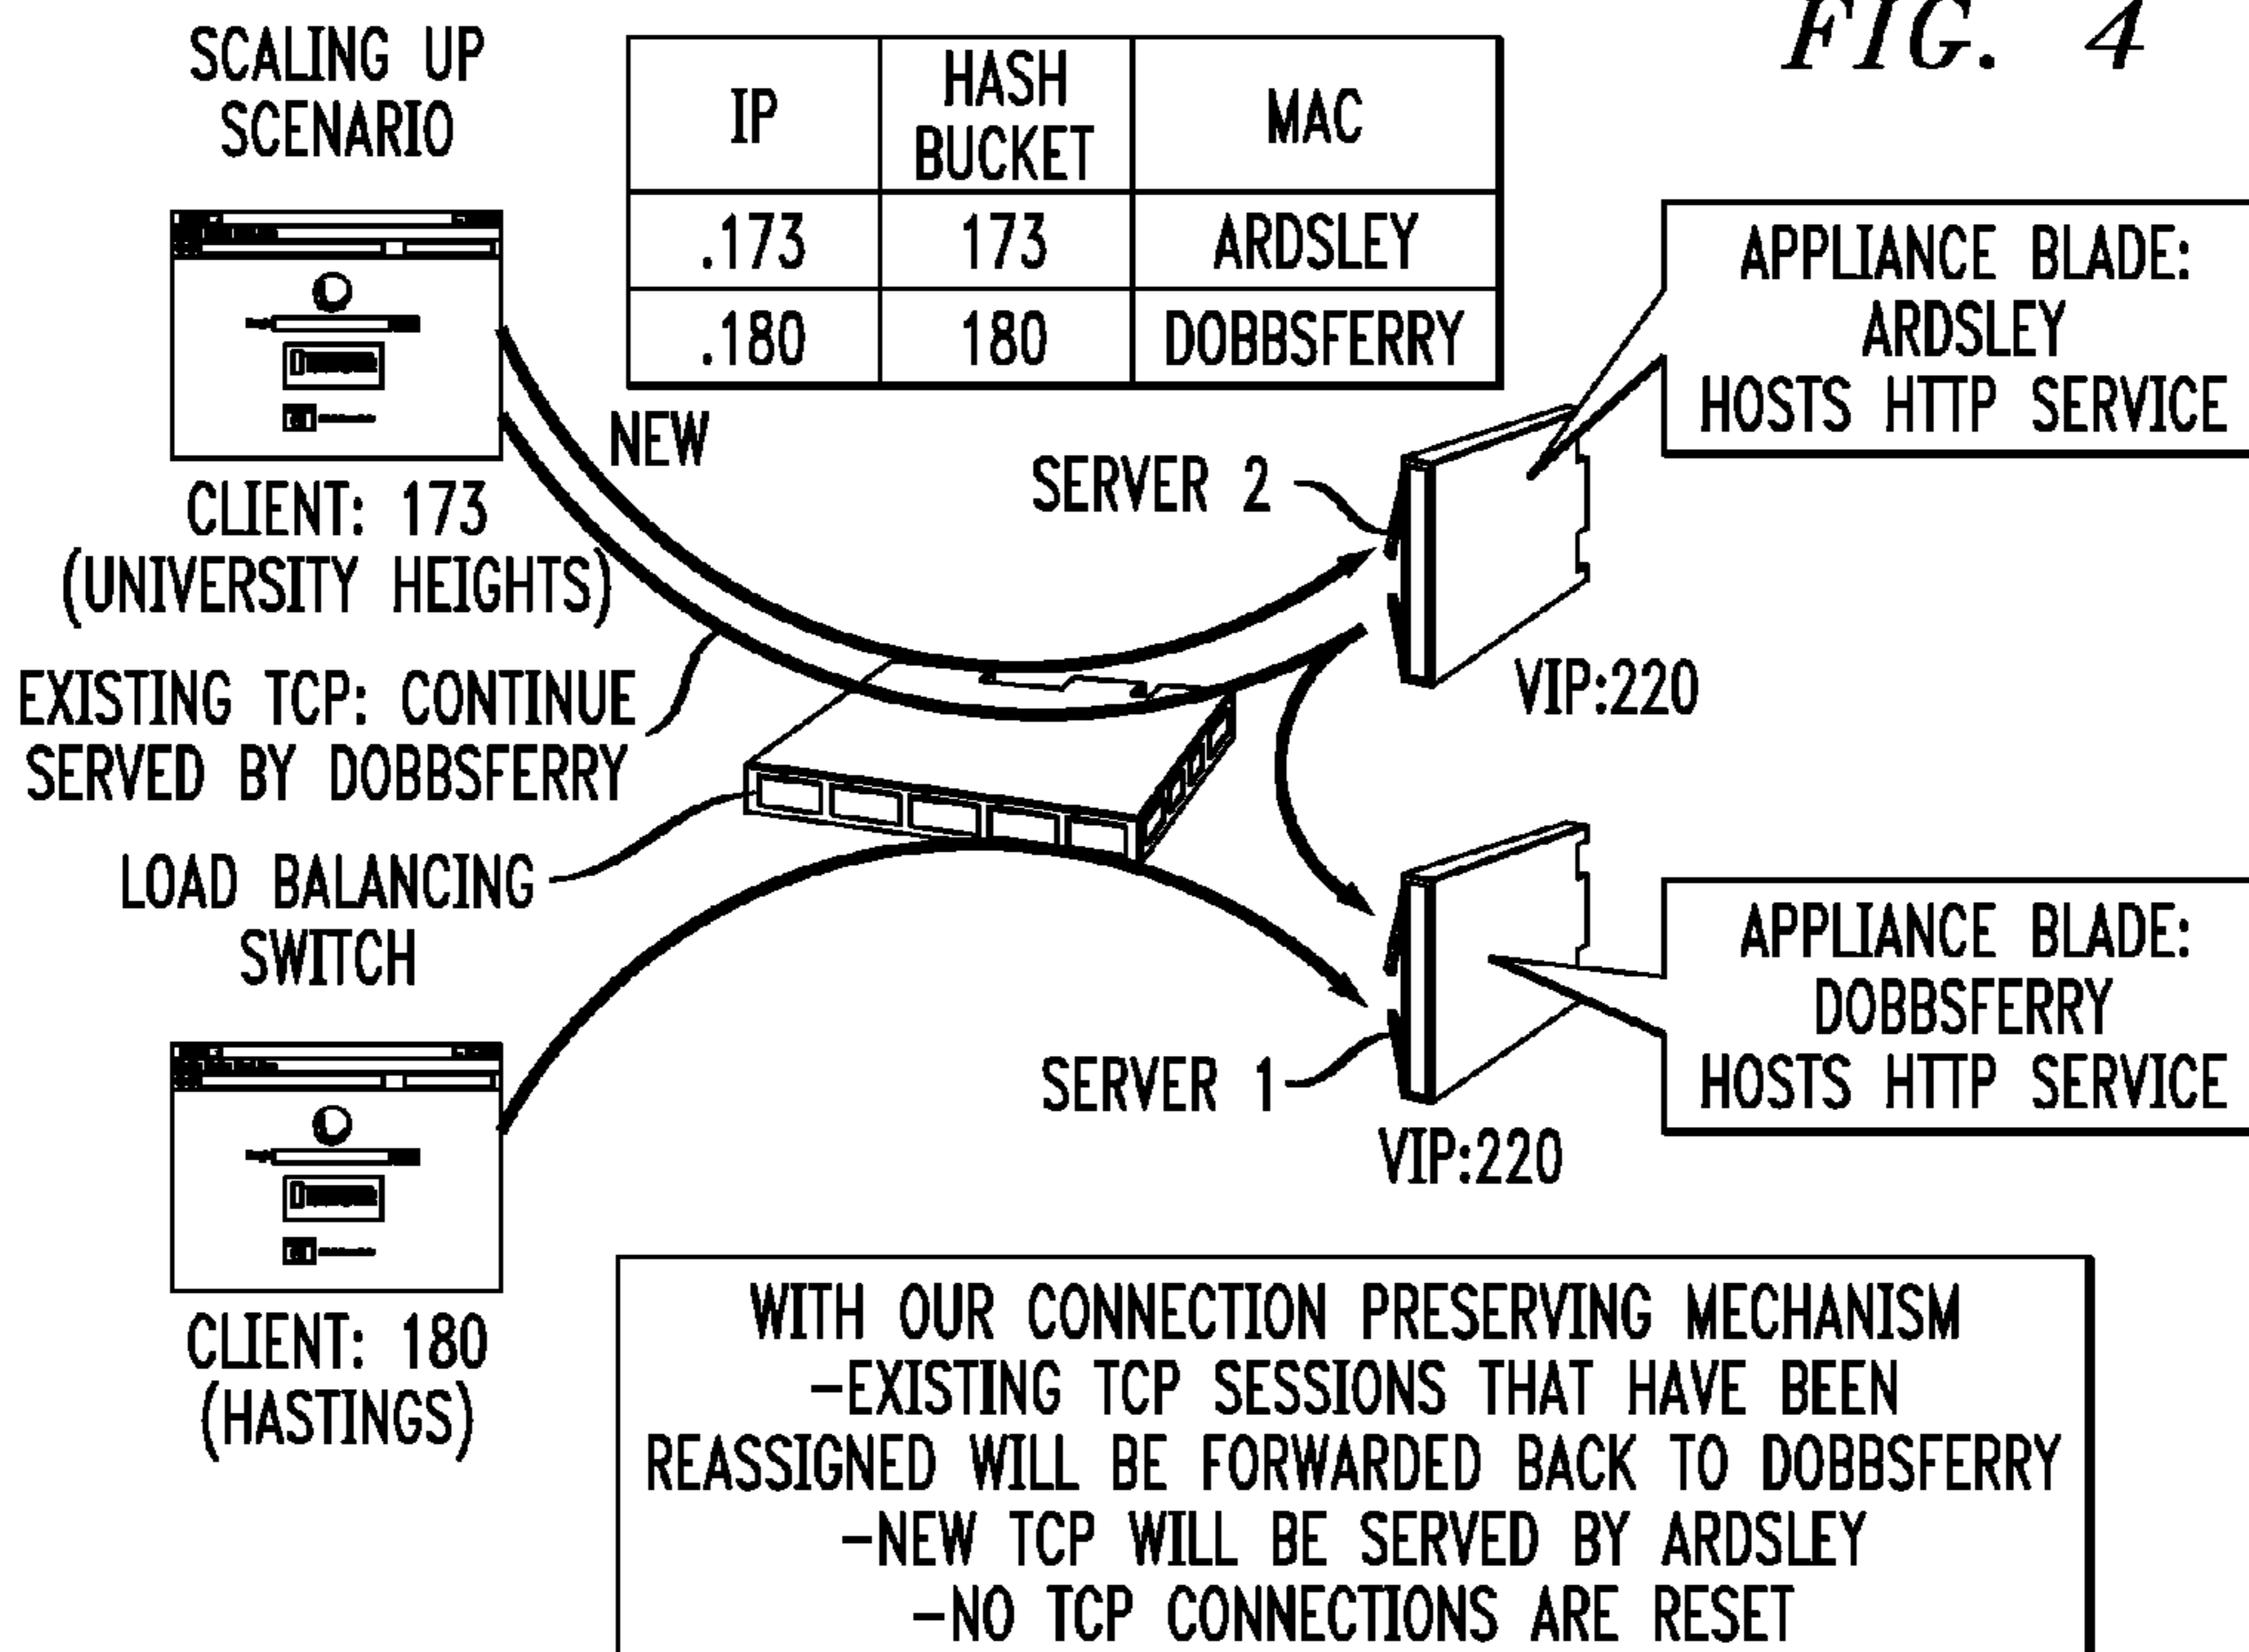 FIG. 4
SCALING UP
SCENARIO
IP HASH BUCKET MAC
.173 173 ARDSLEY
.180 180 DOBBSFERRY
CLIENT: 173
(UNIVERSITY HEIGHTS)
NEW
SERVER 2
APPLIANCE BLADE:
ARDSLEY
HOSTS HTTP SERVICE
VIP:220
EXISTING TCP: CONTINUE
SERVED BY DOBBSFERRY
LOAD BALANCING
SWITCH
SERVER 1
APPLIANCE BLADE:
DOBBSFERRY
HOSTS HTTP SERVICE
VIP:220
CLIENT: 180
(HASTINGS)
WITH OUR CONNECTION PRESERVING MECHANISM
-EXISTING TCP SESSIONS THAT HAVE BEEN
REASSIGNED WILL BE FORWARDED BACK TO DOBBSFERRY
-NEW TCP WILL BE SERVED BY ARDSLEY
-NO TCP CONNECTIONS ARE RESET